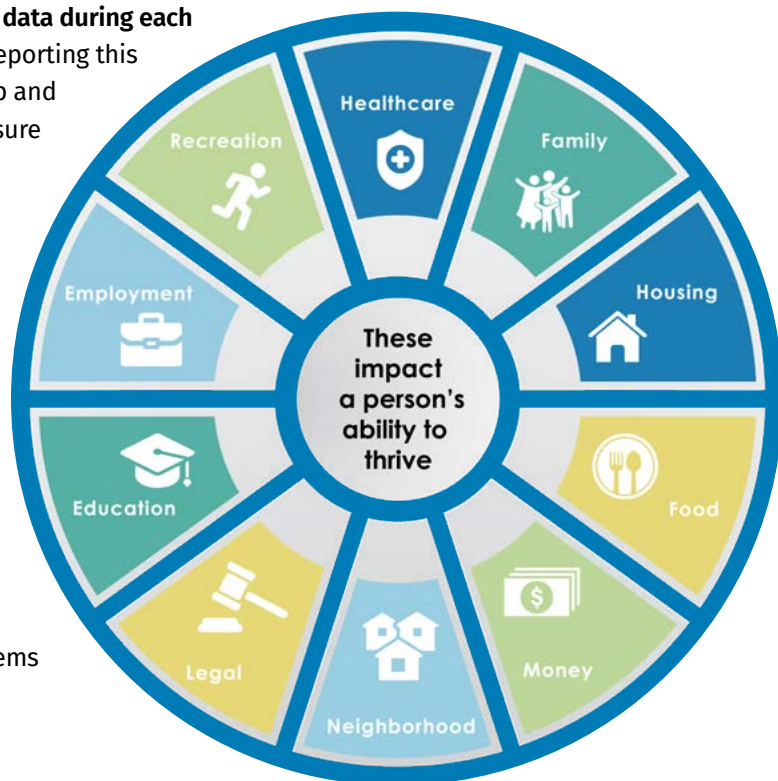 data during each
eporting this
o and
sure
ems
Healthcare
Family
Housing
Food
Money
Neighborhood
Legal
Education
Employment
Recreation
These
impact
a person's
ability to
thrive
$